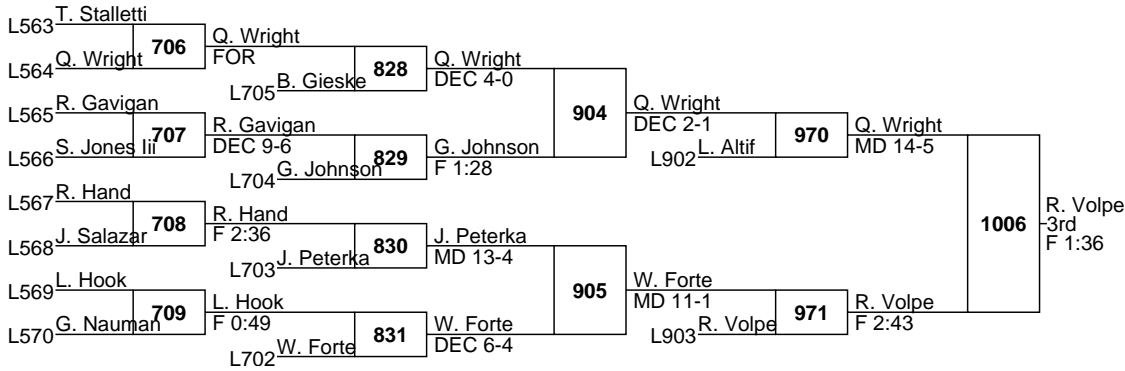 T. Stalletti
L563
706
Q. Wright
FOR
L564
Q. Wright
828
Q. Wright
DEC 4-0
L705
B. Gieske
R. Gavigan
L565
707
R. Gavigan
DEC 9-6
L566
S. Jones Iii
829
G. Johnson
F 1:28
L704
G. Johnson
904
Q. Wright
DEC 2-1
970
Q. Wright
MD 14-5
L902
L. Altif
R. Hand
L567
708
R. Hand
F 2:36
L568
J. Salazar
830
J. Peterka
MD 13-4
L703
J. Peterka
L. Hook
L569
709
L. Hook
F 0:49
L570
G. Nauman
831
W. Forte
DEC 6-4
L702
W. Forte
905
W. Forte
MD 11-1
971
R. Volpe
F 2:43
L903
R. Volpe
1006
R. Volpe
3rd
F 1:36